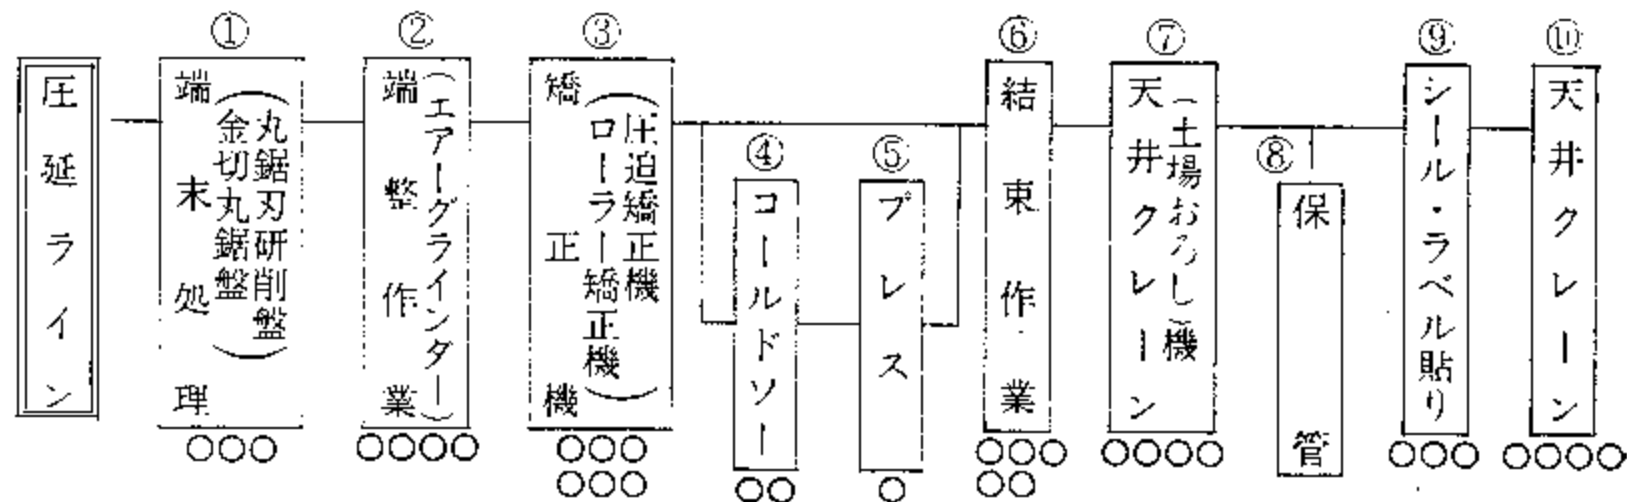 圧延ライン
①
端末処理
(丸鋸刃研削盤
金切丸鋸盤)
②
端整作業
(エアーグラインダー)
③
矯正機
(圧迫矯正機
ローラー矯正機)
④
コールドソー
⑤
プレス
⑥
結束作業
⑦
天井クレーン
(土場おろし)機
⑧
保管
⑨
シール・ラベル貼り
⑩
天井クレーン
○○○
○○○○
○○○
○○○
○○
○
○○○
○○
○○○○
○○○
○○○○